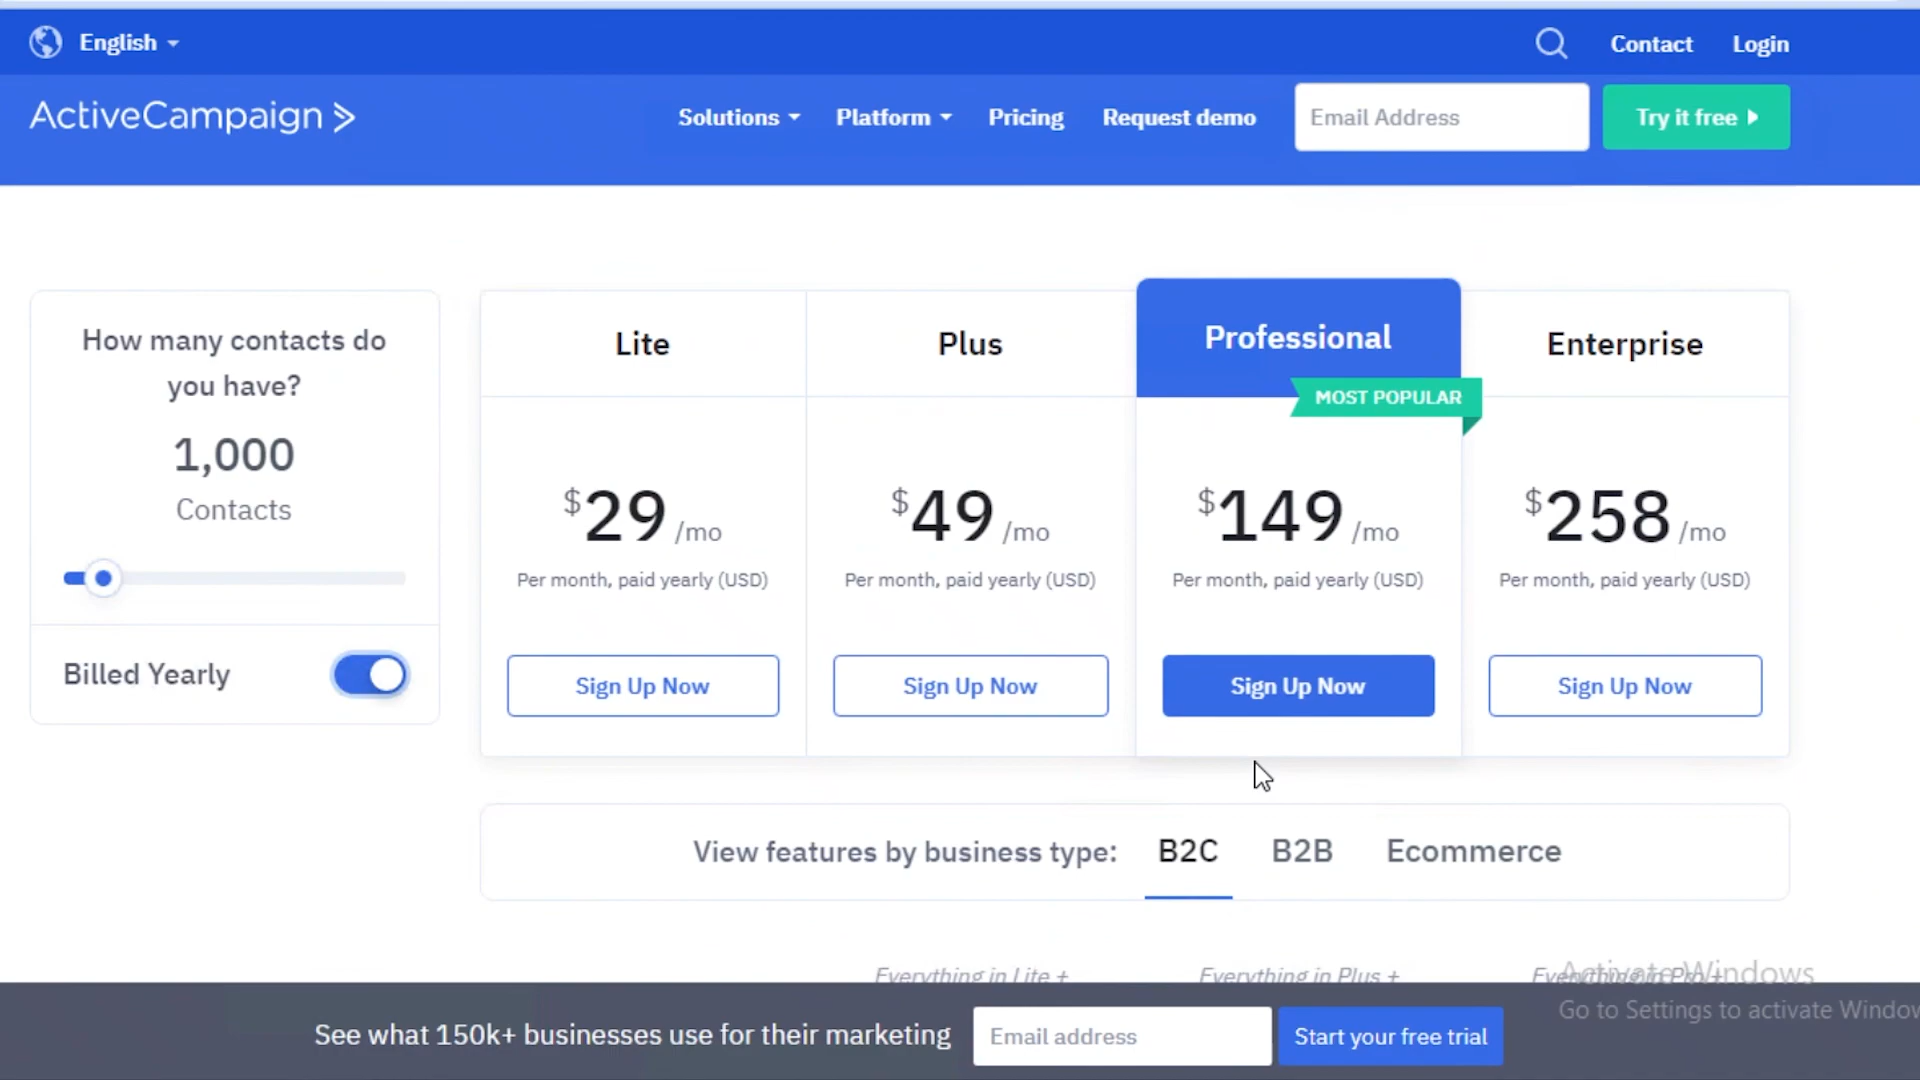 English
Contact
Login
ActiveCampaign >
Solutions
Platform
Pricing
Request demo
Email Address
Try it free
How many contacts do
you have?
1,000
Contacts
Billed Yearly
Lite
$29 /mo
Per month, paid yearly (USD)
Sign Up Now
Plus
$49 /mo
Per month, paid yearly (USD)
Sign Up Now
Professional
MOST POPULAR
$149 /mo
Per month, paid yearly (USD)
Sign Up Now
Enterprise
$258 /mo
Per month, paid yearly (USD)
Sign Up Now
View features by business type:
B2C
B2B
Ecommerce
Everything in Lite +
Everything in Plus +
Everything in Pro +
Activate Windows
Go to Settings to activate Window
See what 150k+ businesses use for their marketing
Email address
Start your free trial